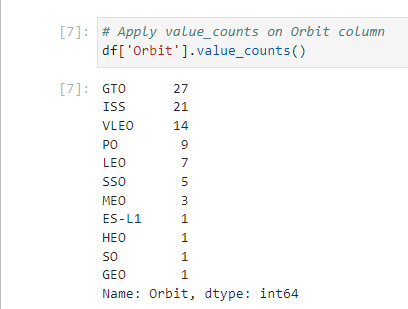 [7]: # Apply value_counts on Orbit column
df['Orbit'].value_counts()
[7]: GTO 27
ISS 21
VLEO 14
PO 9
LEO 7
SSO 5
MEO 3
ES-L1 1
HEO 1
SO 1
GEO 1
Name: Orbit, dtype: int64